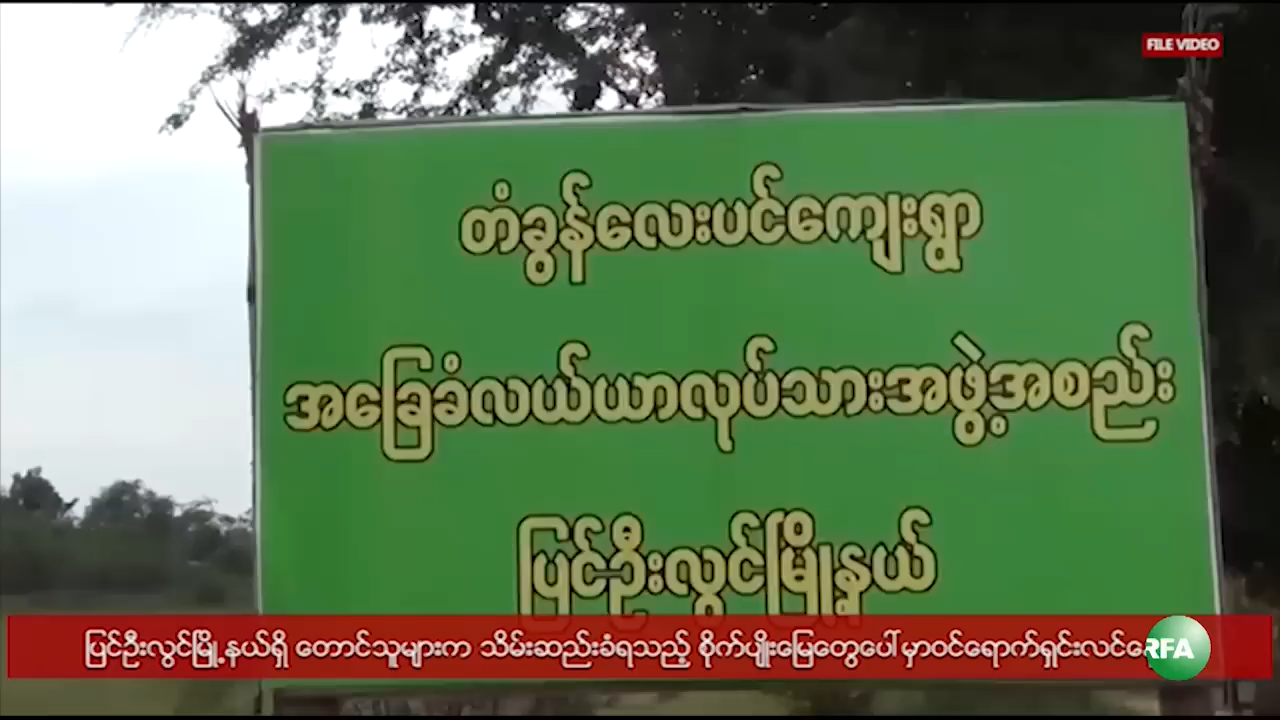 FILE VIDEO
တံခွန်လေးပင်ကျေးရွာ
အခြေခံလယ်ယာလုပ်သားအဖွဲ့အစည်း
ပြင်ဦးလွင်မြို့နယ်
ပြင်ဦးလွင်မြို့နယ်ရှိ တောင်သူများက သိမ်းဆည်းခံရသည့် စိုက်ပျိုးမြေတွေပေါ်မှာဝင်ရောက်ရှင်းလင်
RFA